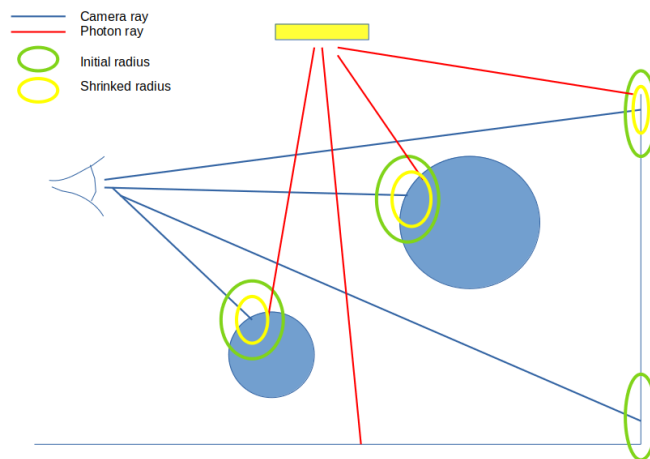 Camera ray
Photon ray
Initial radius
Shrinked radius